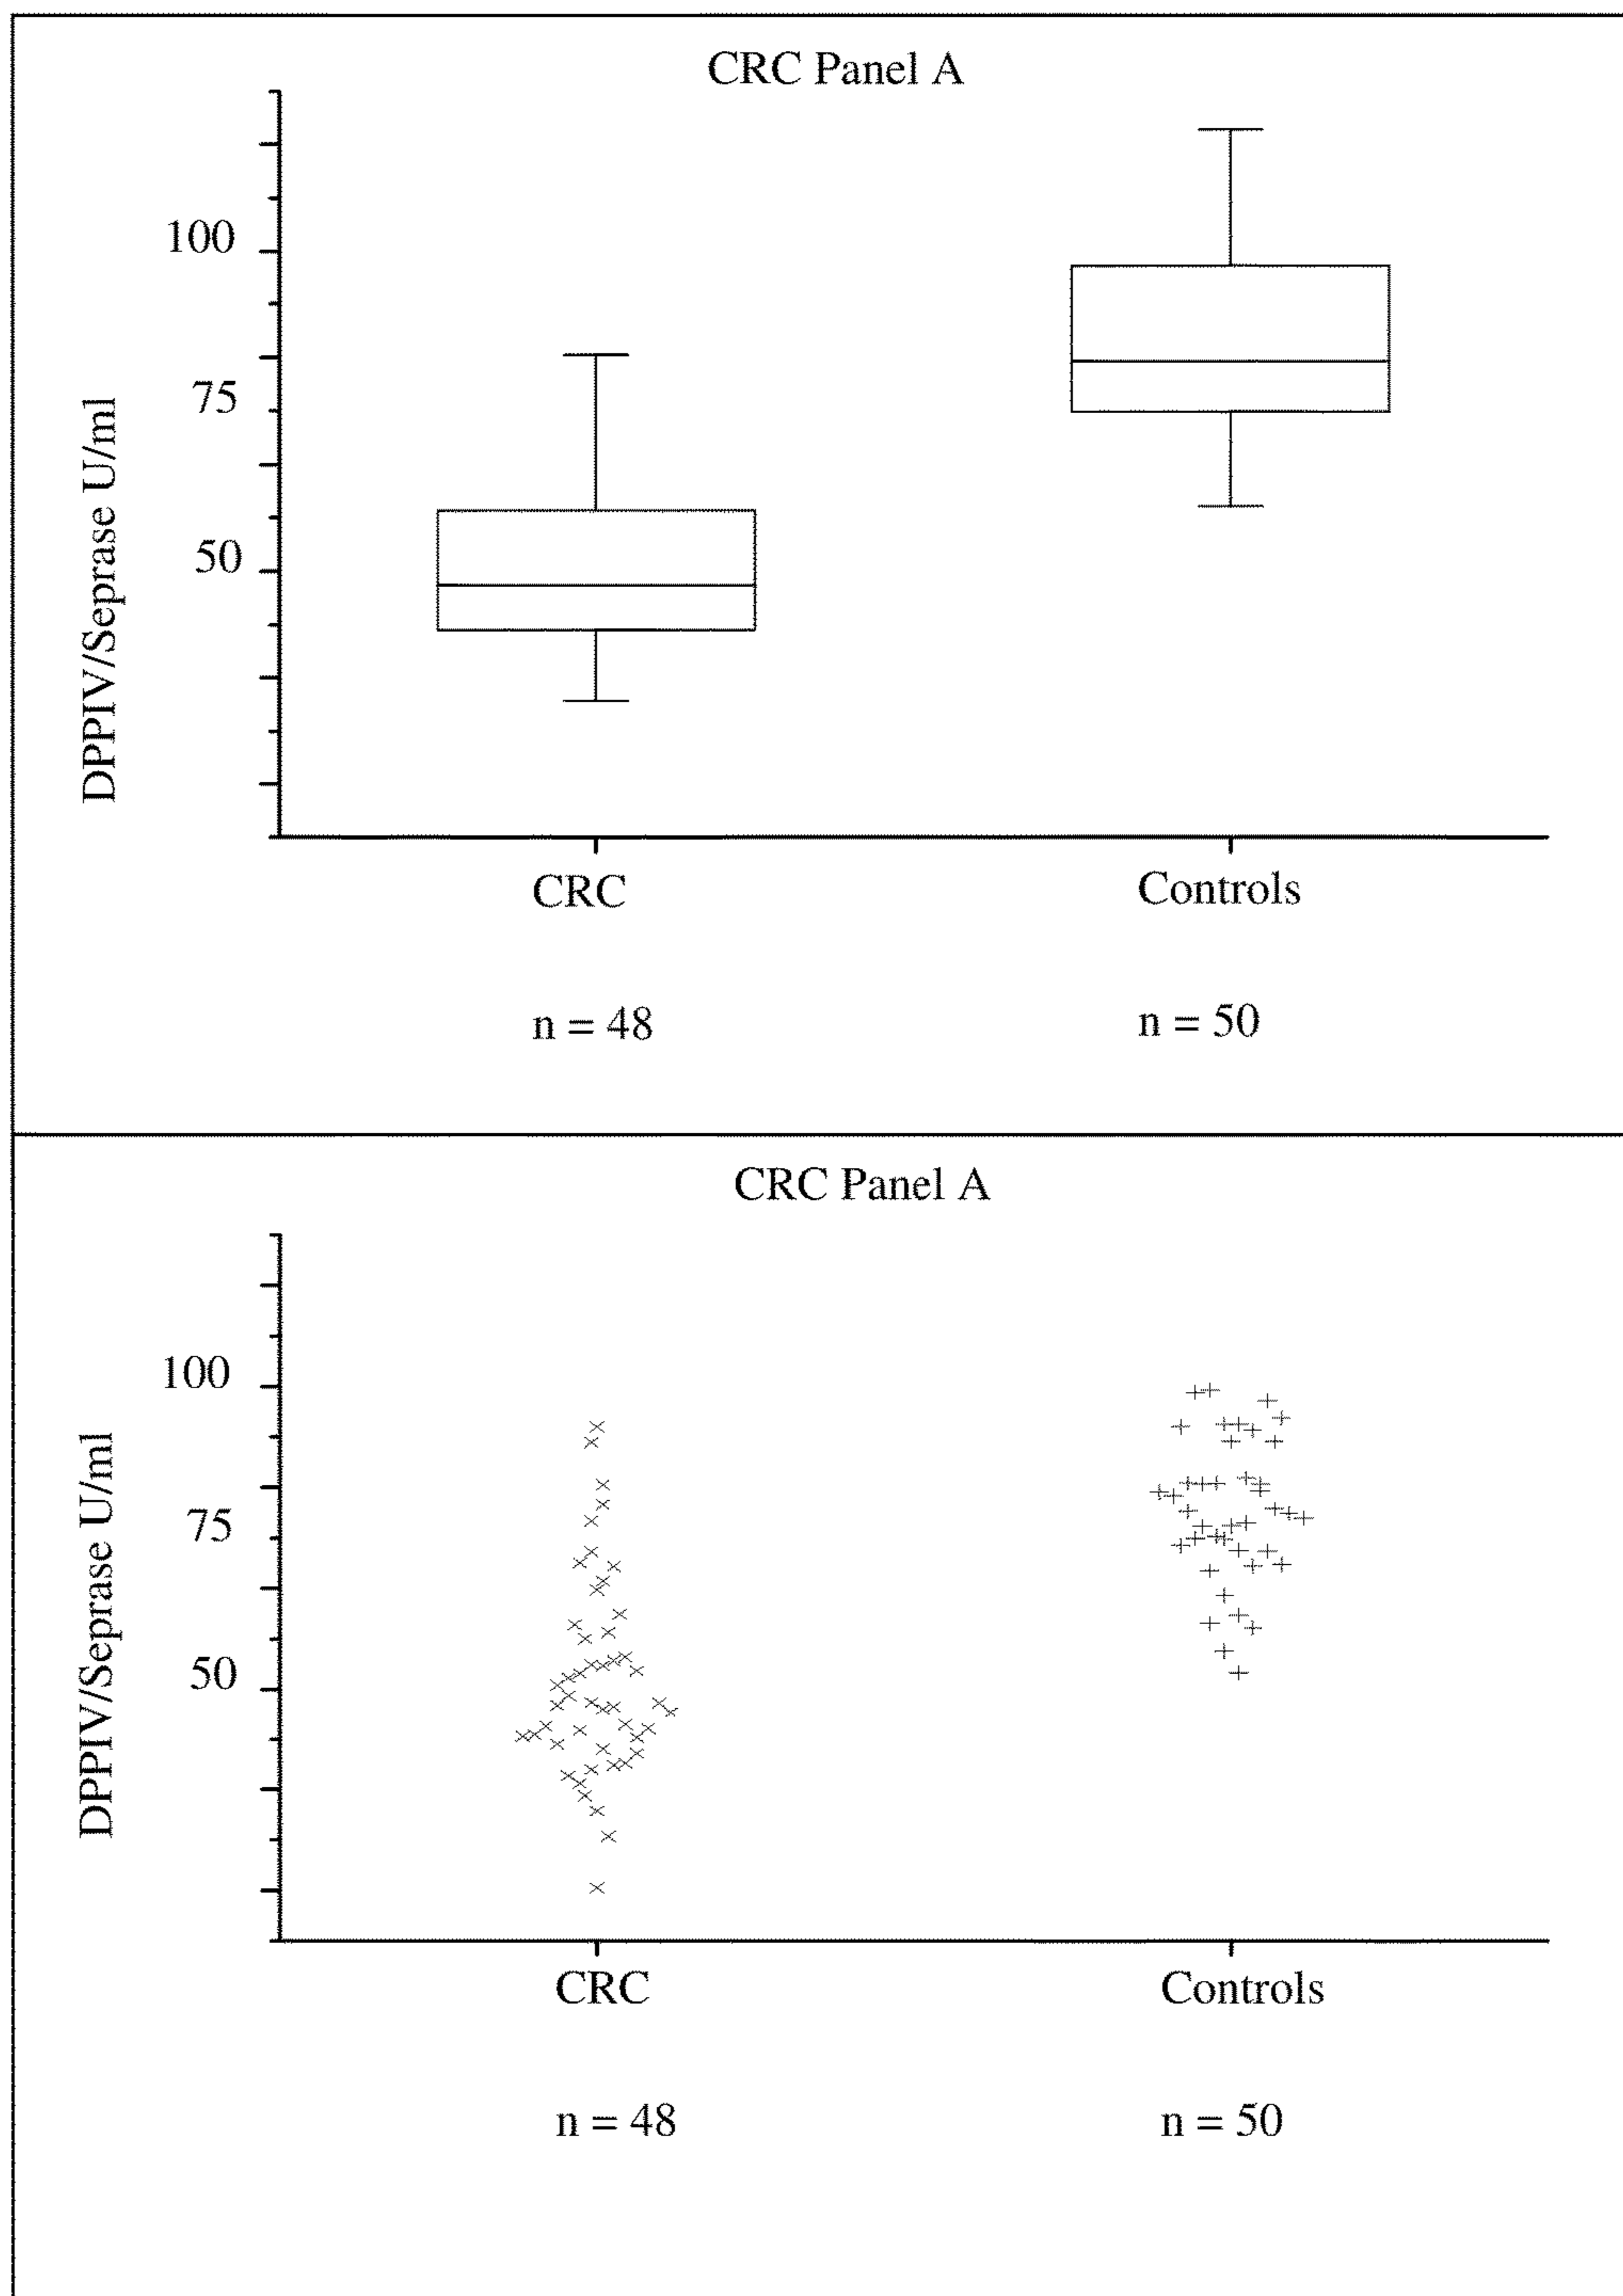 CRC Panel A
DPPIV/Seprase U/ml
100
75
50
CRC
Controls
n = 48
n = 50
CRC Panel A
DPPIV/Seprase U/ml
100
75
50
CRC
Controls
n = 48
n = 50